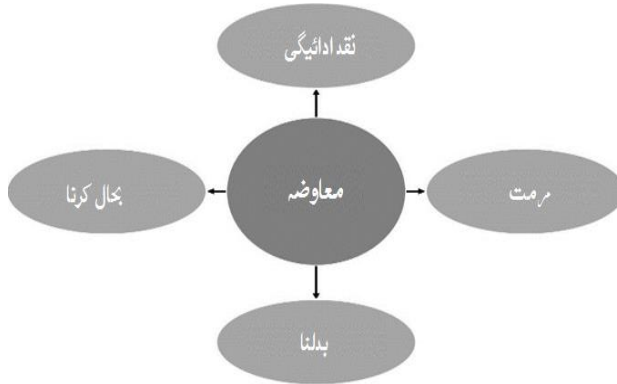 نقد ادائیگی
معاوضہ
مرمت
بحال کرنا
بدلنا